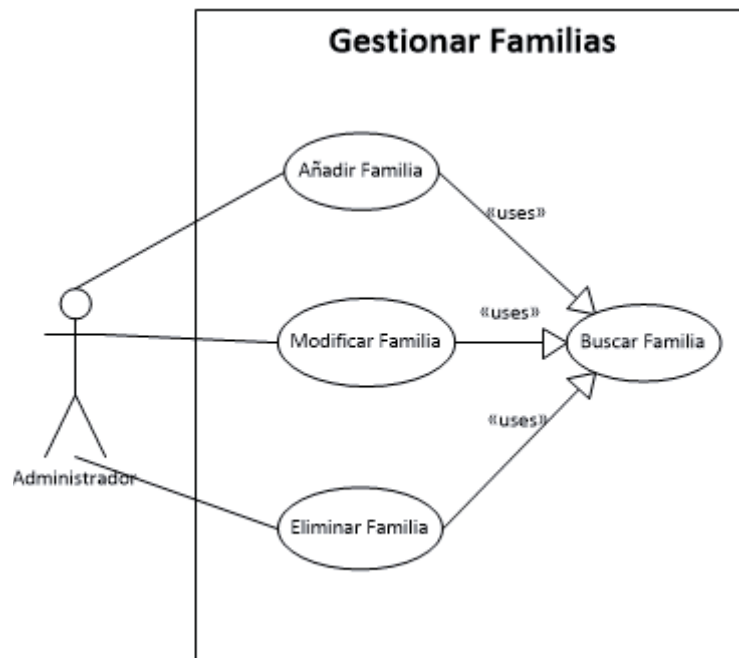 Gestionar Familias
Añadir Familia
«uses»
«uses»
Modificar Familia
Buscar Familia
«uses»
Administrador
Eliminar Familia